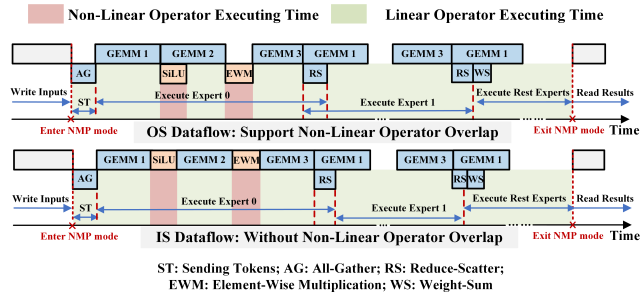 Non-Linear Operator Executing Time Linear Operator Executing Time
GEMM 1 GEMM 2 GEMM 3 GEMM 1 GEMM 3 GEMM 1
AG SiLU EWM RS RS WS
Write Inputs ST Execute Expert 0 Execute Expert 1 Execute Rest Experts Read Results
... ... Time
Enter NMP mode OS Dataflow: Support Non-Linear Operator Overlap Exit NMP mode
GEMM 1 SiLU GEMM 2 EWM GEMM 3 GEMM 1 GEMM 3 GEMM 1
AG RS RS WS
Write Inputs ST Execute Expert 0 Execute Expert 1 Execute Rest Experts Read Results
... ... Time
Enter NMP mode IS Dataflow: Without Non-Linear Operator Overlap Exit NMP mode
ST: Sending Tokens; AG: All-Gather; RS: Reduce-Scatter;
EWM: Element-Wise Multiplication; WS: Weight-Sum